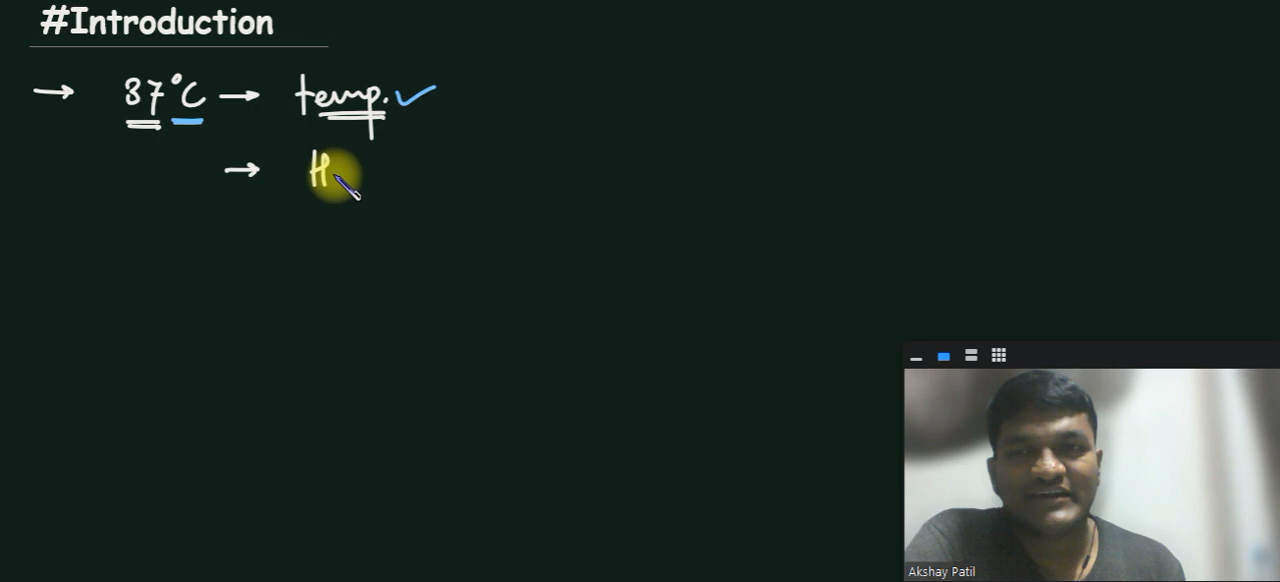 #Introduction
→ 37°C → temp. ✓
→ H
Akshay Patil